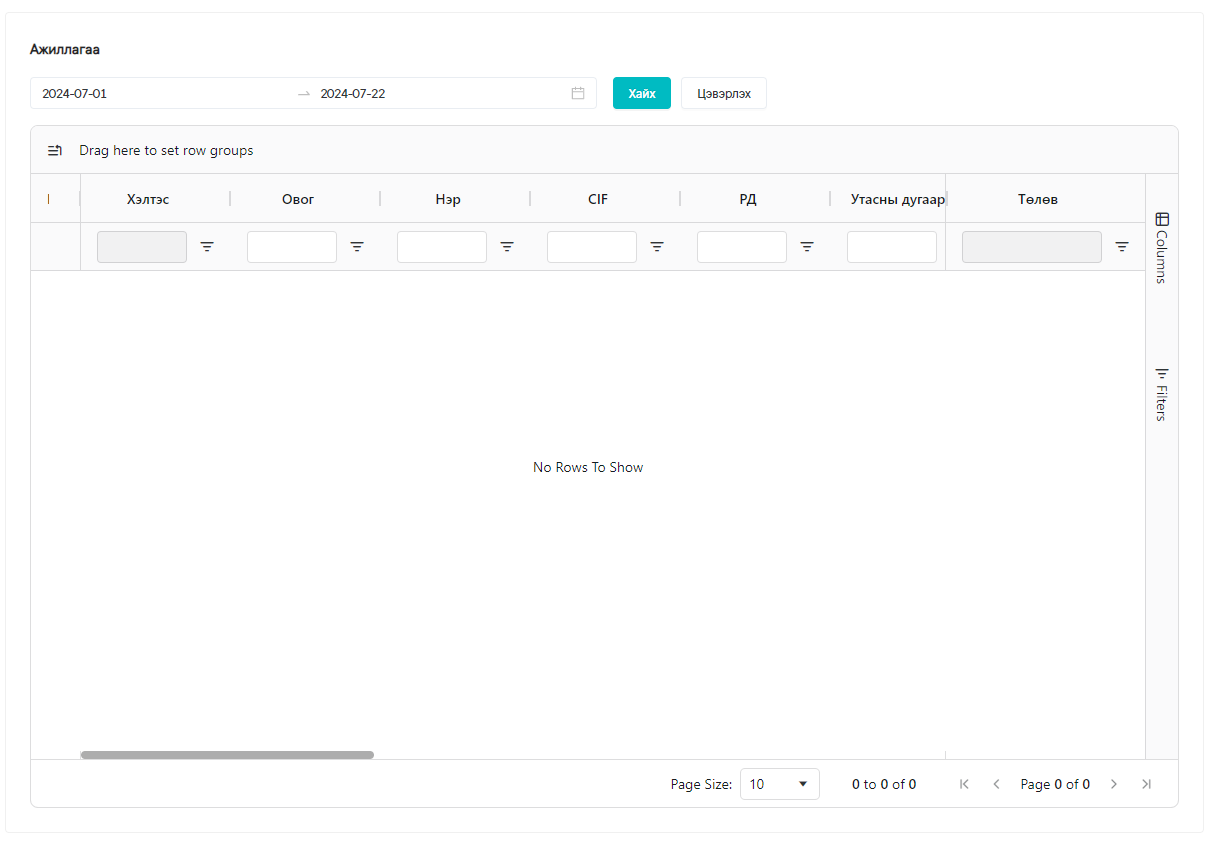 Ажиллагаа
2024-07-01 → 2024-07-22 Хайх Цэвэрлэх
Drag here to set row groups
Хэлтэс Овог Нэр CIF РД Утасны дугаар Төлөв
Columns
Filters
No Rows To Show
Page Size: 10 0 to 0 of 0 Page 0 of 0